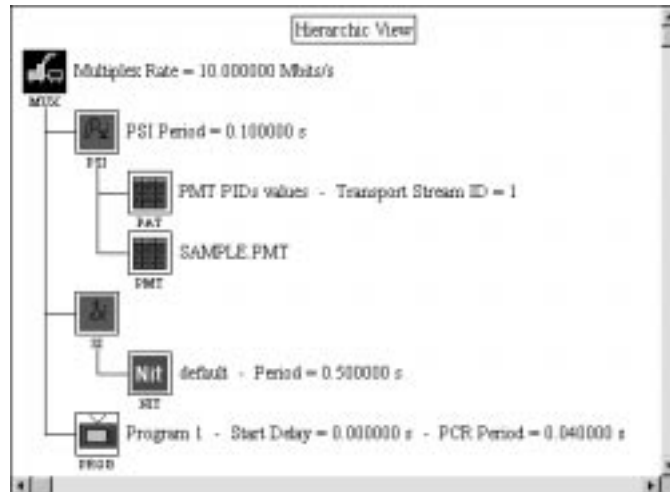 Hierarchic View
Multiplex Rate = 10.000000 Mbits/s
MUX
PSI Period = 0.100000 s
PSI
PMT PIDs values - Transport Stream ID = 1
PAT
SAMPLE.PMT
PMT
SI
Nit
default - Period = 0.500000 s
NIT
Program 1 - Start Delay = 0.000000 s - PCR Period = 0.040000 s
PROG